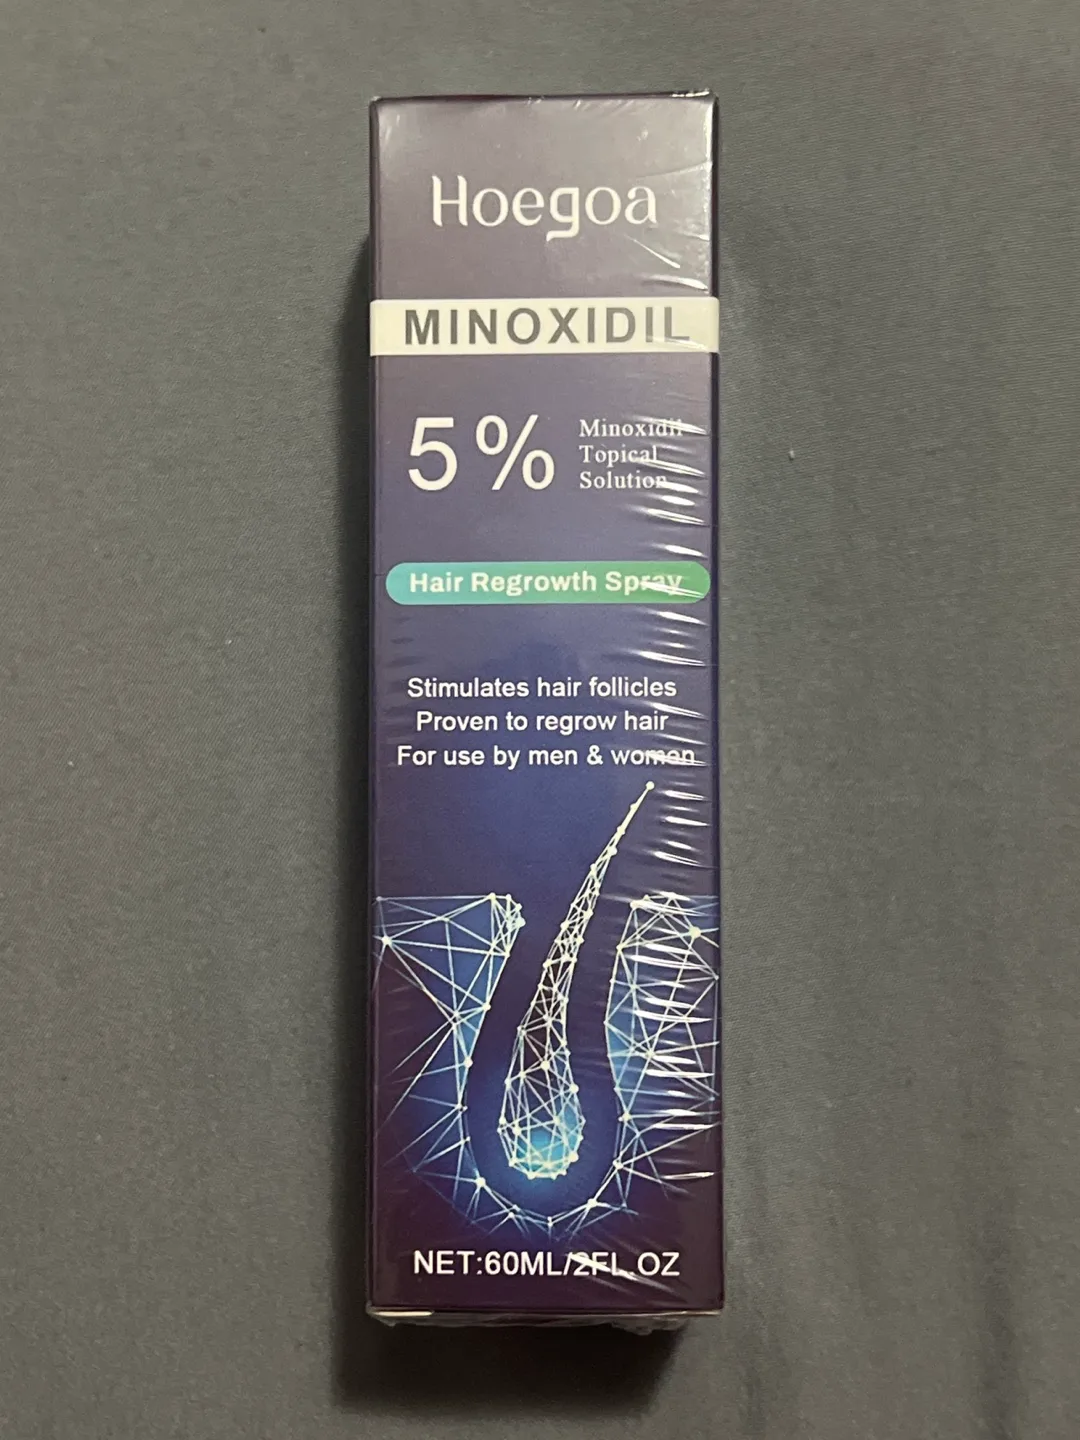 Hoegoa
MINOXIDIL
5%
Minoxidil
Topical
Solution
Hair Regrowth Spray
Stimulates hair follicles
Proven to regrow hair
For use by men & women
NET:60ML/2FL.OZ